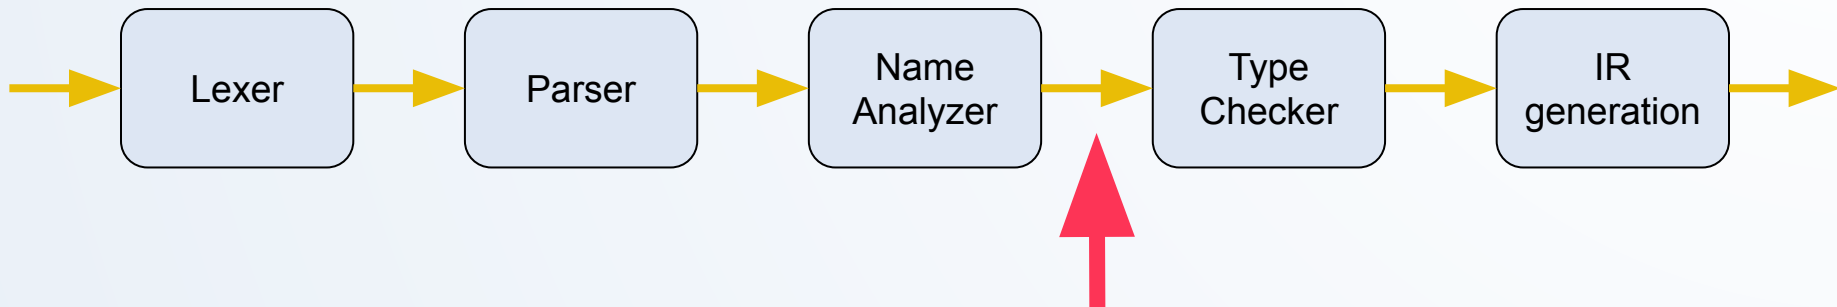 Lexer
Parser
Name
Analyzer
Type
Checker
IR
generation